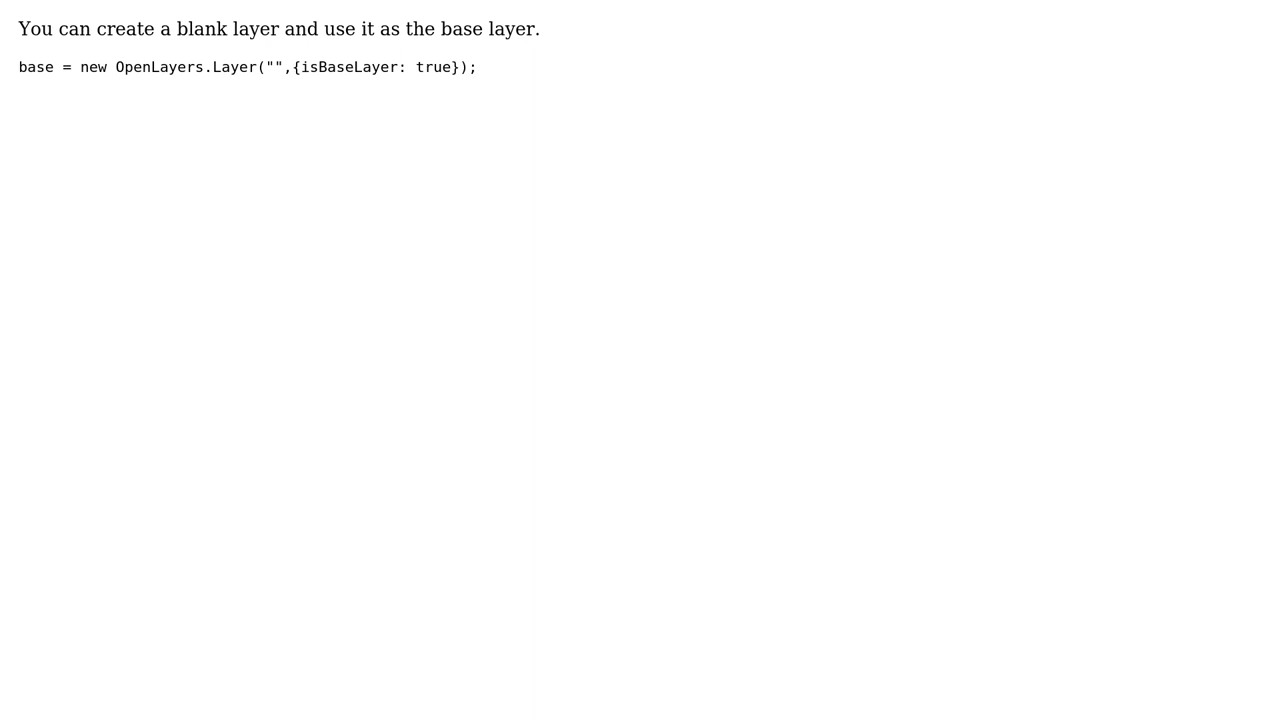 You can create a blank layer and use it as the base layer.
base = new OpenLayers.Layer("",{isBaseLayer: true});